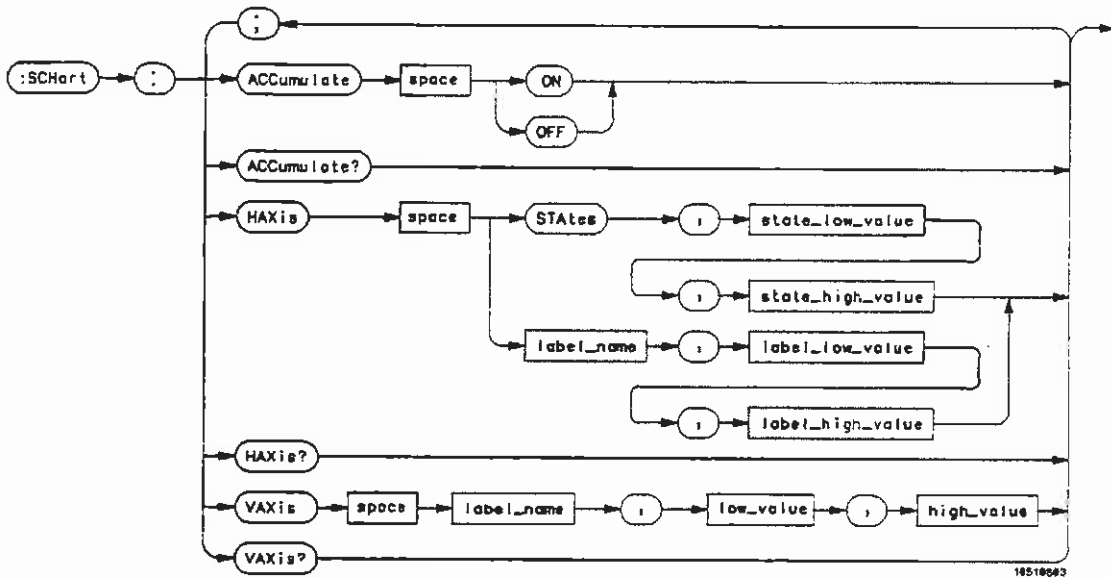 ;
:SCHart : ACCumulate space ON
OFF
ACCumulate?
HAXis space STAtes , state_low_value
, state_high_value
label_name , label_low_value
, label_high_value
HAXis?
VAXis space label_name , low_value , high_value
VAXis?
16510S03